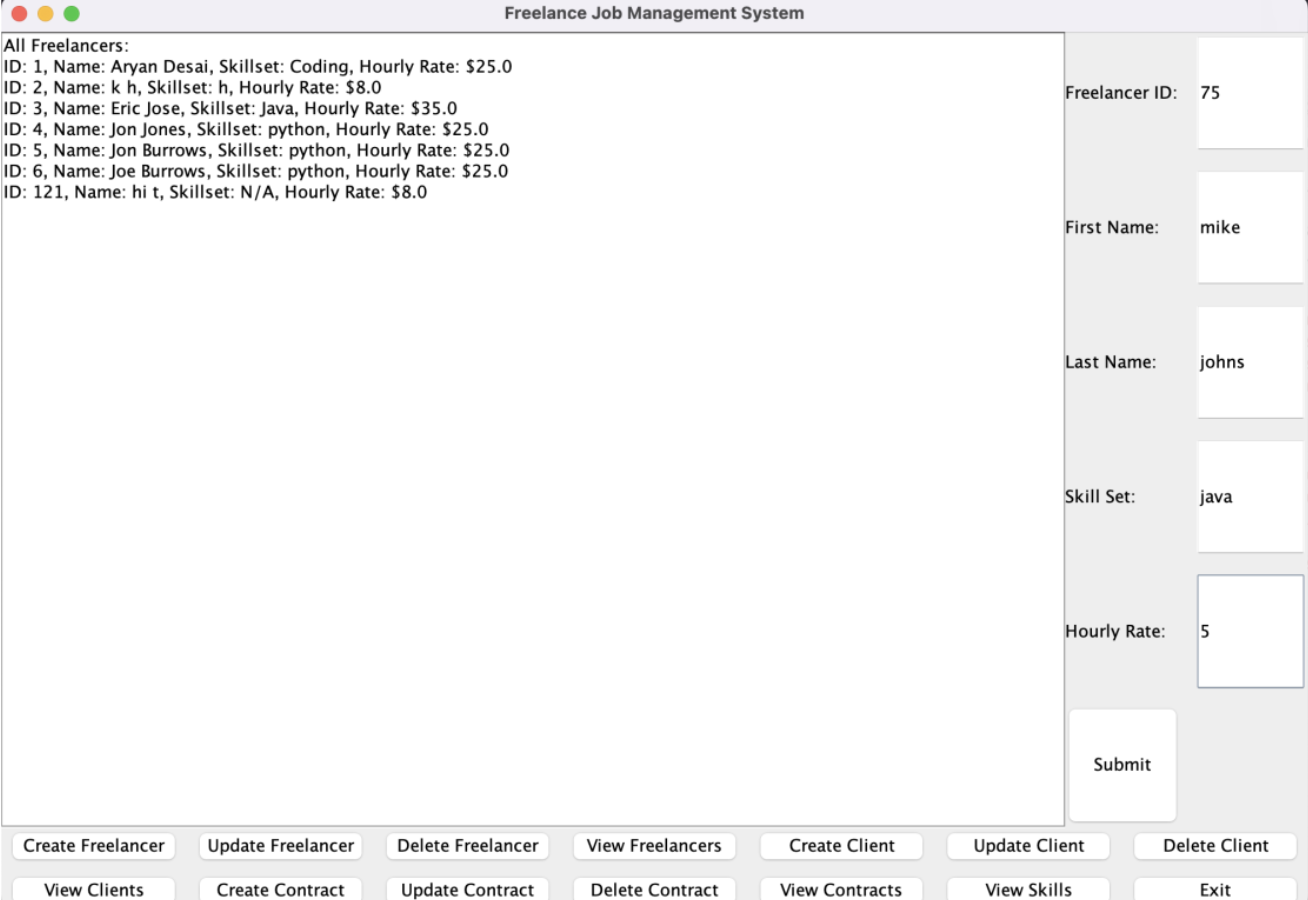 Freelance Job Management System
All Freelancers:
ID: 1, Name: Aryan Desai, Skillset: Coding, Hourly Rate: $25.0
ID: 2, Name: k h, Skillset: h, Hourly Rate: $8.0
ID: 3, Name: Eric Jose, Skillset: Java, Hourly Rate: $35.0
ID: 4, Name: Jon Jones, Skillset: python, Hourly Rate: $25.0
ID: 5, Name: Jon Burrows, Skillset: python, Hourly Rate: $25.0
ID: 6, Name: Joe Burrows, Skillset: python, Hourly Rate: $25.0
ID: 121, Name: hi t, Skillset: N/A, Hourly Rate: $8.0
Freelancer ID: 75
First Name: mike
Last Name: johns
Skill Set: java
Hourly Rate: 5
Submit
Create Freelancer Update Freelancer Delete Freelancer View Freelancers Create Client Update Client Delete Client
View Clients Create Contract Update Contract Delete Contract View Contracts View Skills Exit